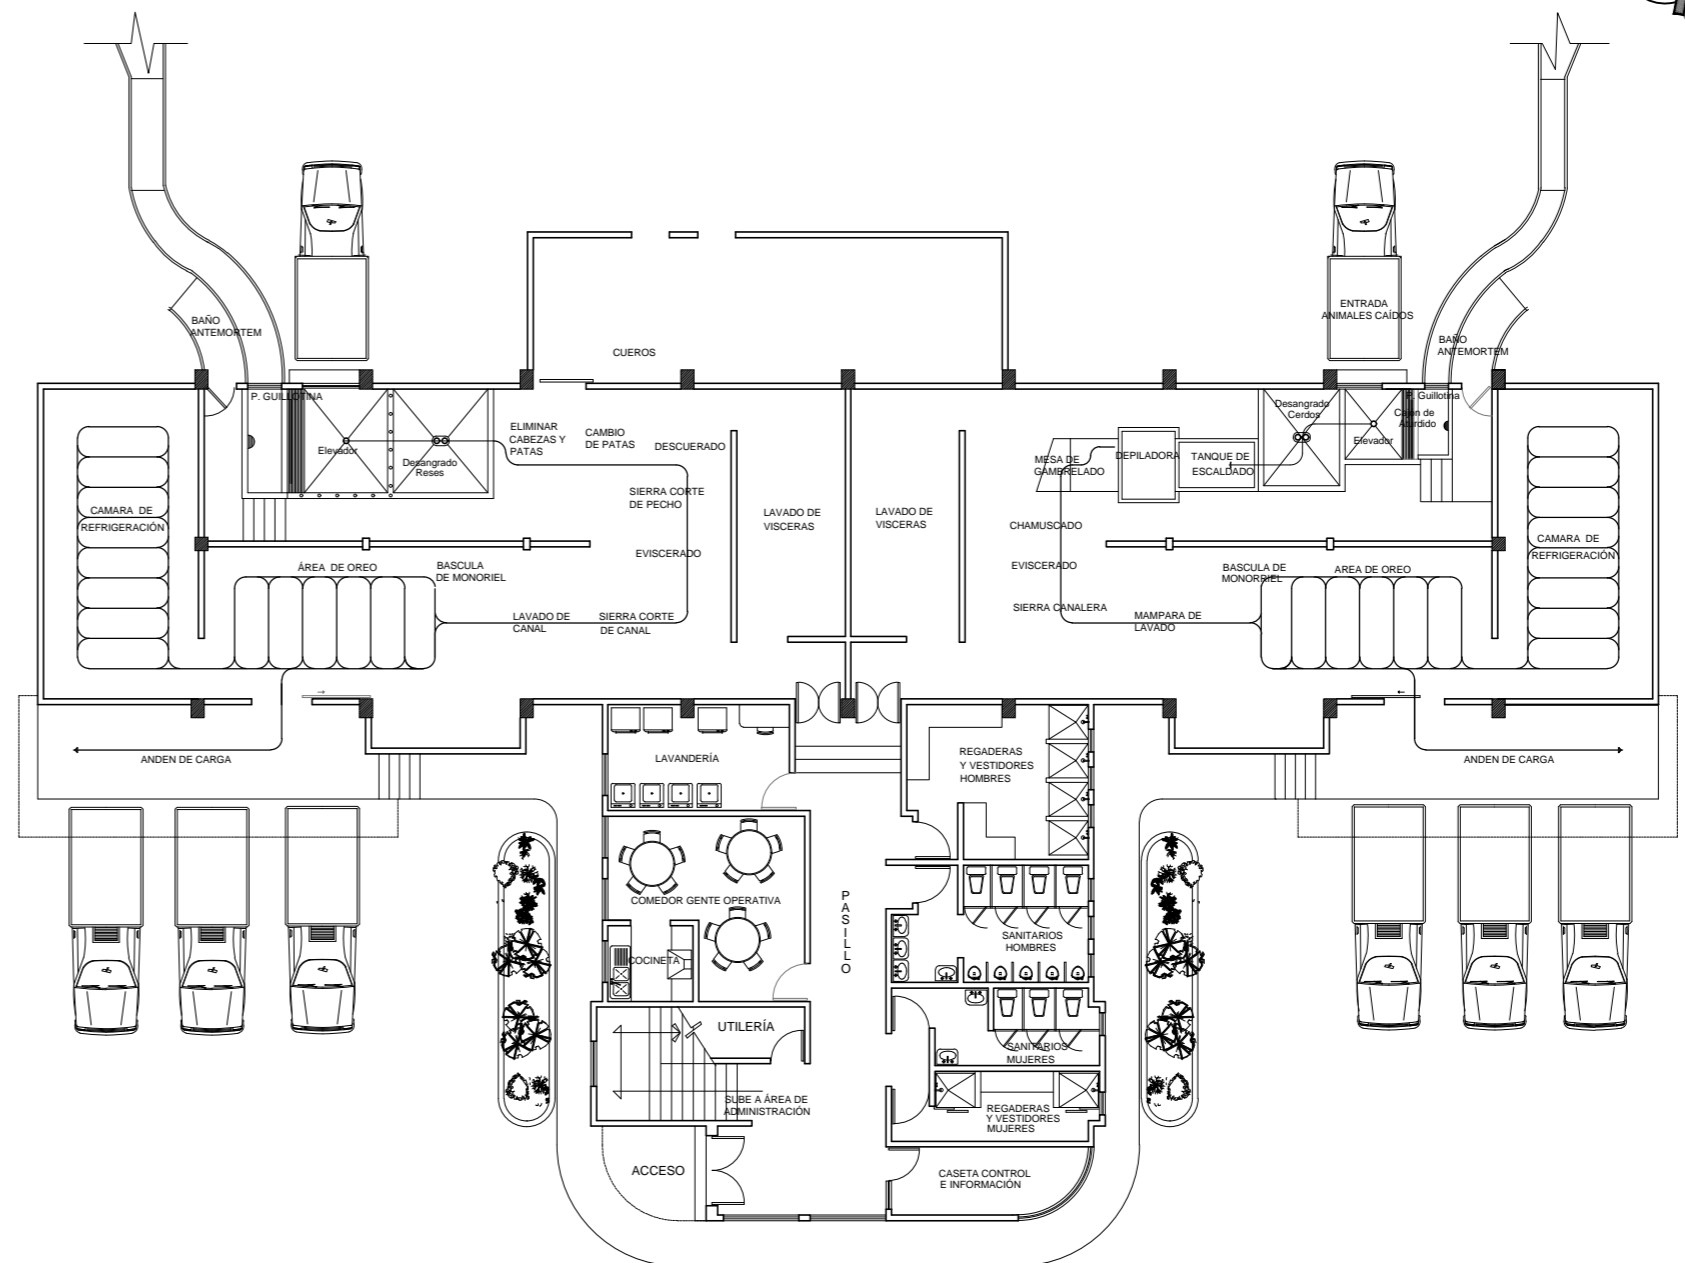 BAÑO
ANTEMORTEM
ENTRADA
ANIMALES CAÍDOS
BAÑO
ANTEMORTEM
CUEROS
P. GUILLOTINA
Elevador
Desangrado
Reses
ELIMINAR
CABEZAS Y
PATAS
CAMBIO
DE PATAS
DESCUERADO
SIERRA CORTE
DE PECHO
EVISCERADO
LAVADO DE
VISCERAS
LAVADO DE
VISCERAS
MESA DE
GAMBRELADO
DEPILADORA
TANQUE DE
ESCALDADO
Desangrado
Cerdos
Elevador
P. Guillotina
Cajón de
Aturdido
CHAMUSCADO
EVISCERADO
SIERRA CANALERA
CAMARA DE
REFRIGERACIÓN
ÁREA DE OREO
BASCULA
DE MONORIEL
LAVADO DE
CANAL
SIERRA CORTE
DE CANAL
MAMPARA DE
LAVADO
BASCULA DE
MONORRIEL
AREA DE OREO
CAMARA DE
REFRIGERACIÓN
ANDEN DE CARGA
LAVANDERÍA
REGADERAS
Y VESTIDORES
HOMBRES
ANDEN DE CARGA
COMEDOR GENTE OPERATIVA
COCINETA
PASILLO
SANITARIOS
HOMBRES
UTILERÍA
SANITARIOS
MUJERES
SUBE A ÁREA DE
ADMINISTRACIÓN
REGADERAS
Y VESTIDORES
MUJERES
ACCESO
CASETA CONTROL
E INFORMACIÓN